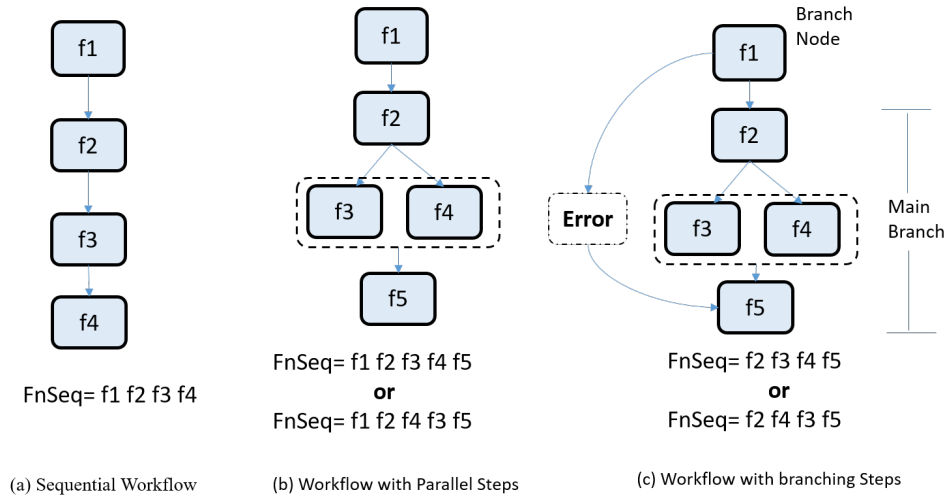 f1
f2
f3
f4
FnSeq= f1 f2 f3 f4
(a) Sequential Workflow
f1
f2
f3
f4
f5
FnSeq= f1 f2 f3 f4 f5
or
FnSeq= f1 f2 f4 f3 f5
(b) Workflow with Parallel Steps
Branch
Node
f1
f2
Error
f3
f4
Main
Branch
f5
FnSeq= f2 f3 f4 f5
or
FnSeq= f2 f4 f3 f5
(c) Workflow with branching Steps